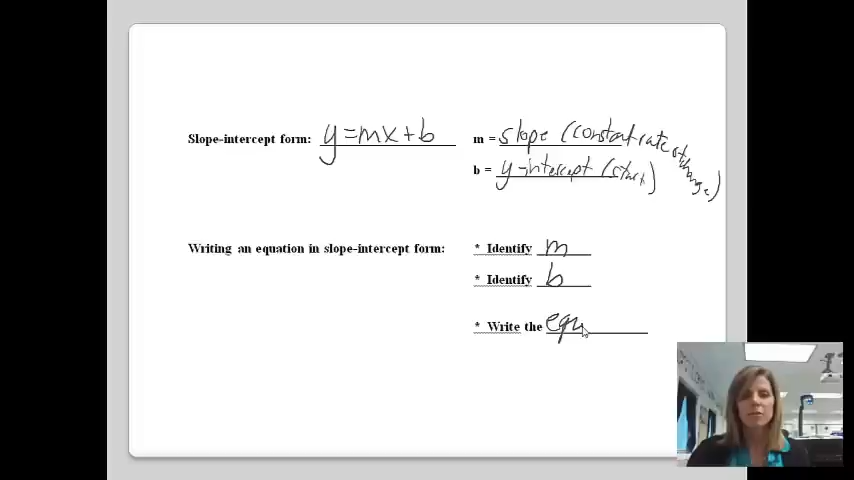 Slope-intercept form: y=mx+b m = slope (constant rate of change)
b = y-intercept (start)
Writing an equation in slope-intercept form: * Identify m
* Identify b
* Write the equ